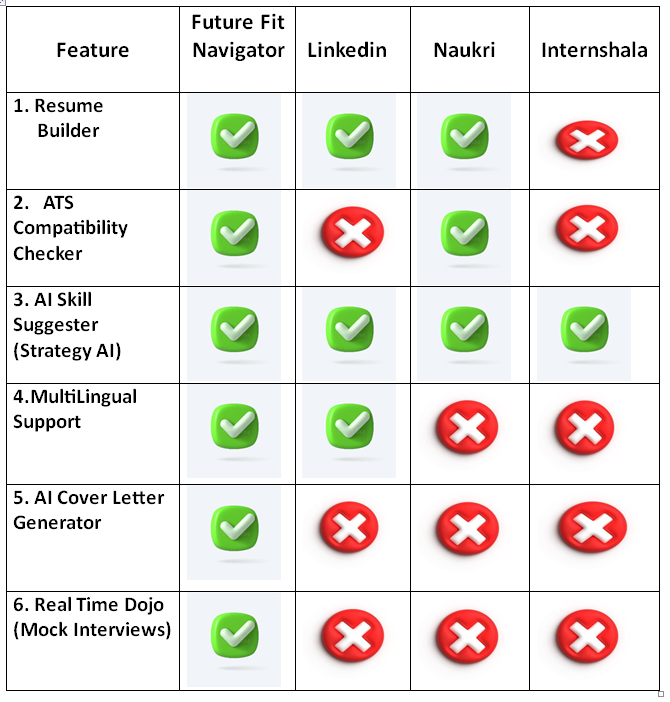 Feature
Future Fit
Navigator
Linkedin
Naukri
Internshala
1. Resume
Builder
2. ATS
Compatibility
Checker
3. AI Skill
Suggester
(Strategy AI)
4.MultiLingual
Support
5. AI Cover Letter
Generator
6. Real Time Dojo
(Mock Interviews)